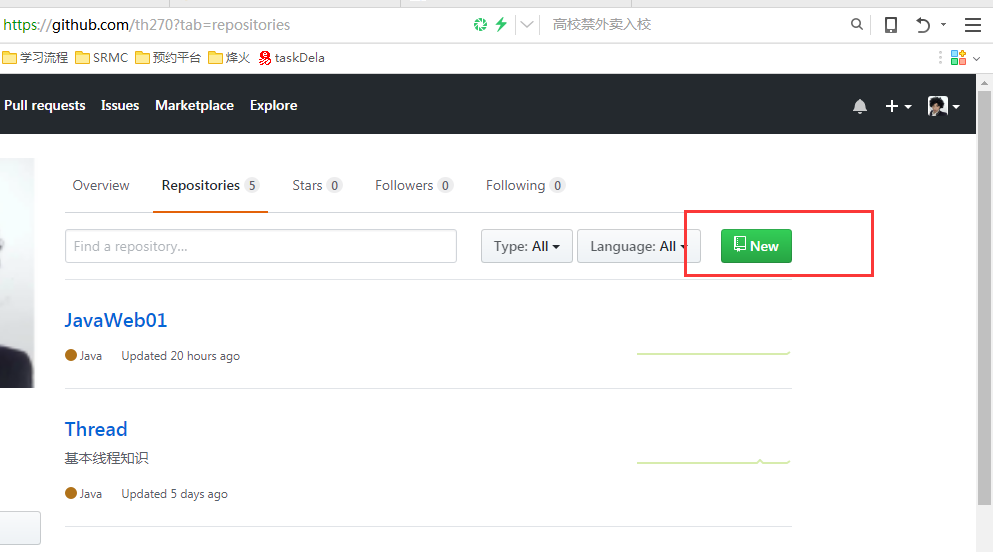 https://github.com/th270?tab=repositories
高校禁外卖入校
学习流程 SRMC 预约平台 烽火 taskDela
Pull requests Issues Marketplace Explore
Overview Repositories 5 Stars 0 Followers 0 Following 0
Find a repository... Type: All Language: All New
JavaWeb01
Java Updated 20 hours ago
Thread
基本线程知识
Java Updated 5 days ago